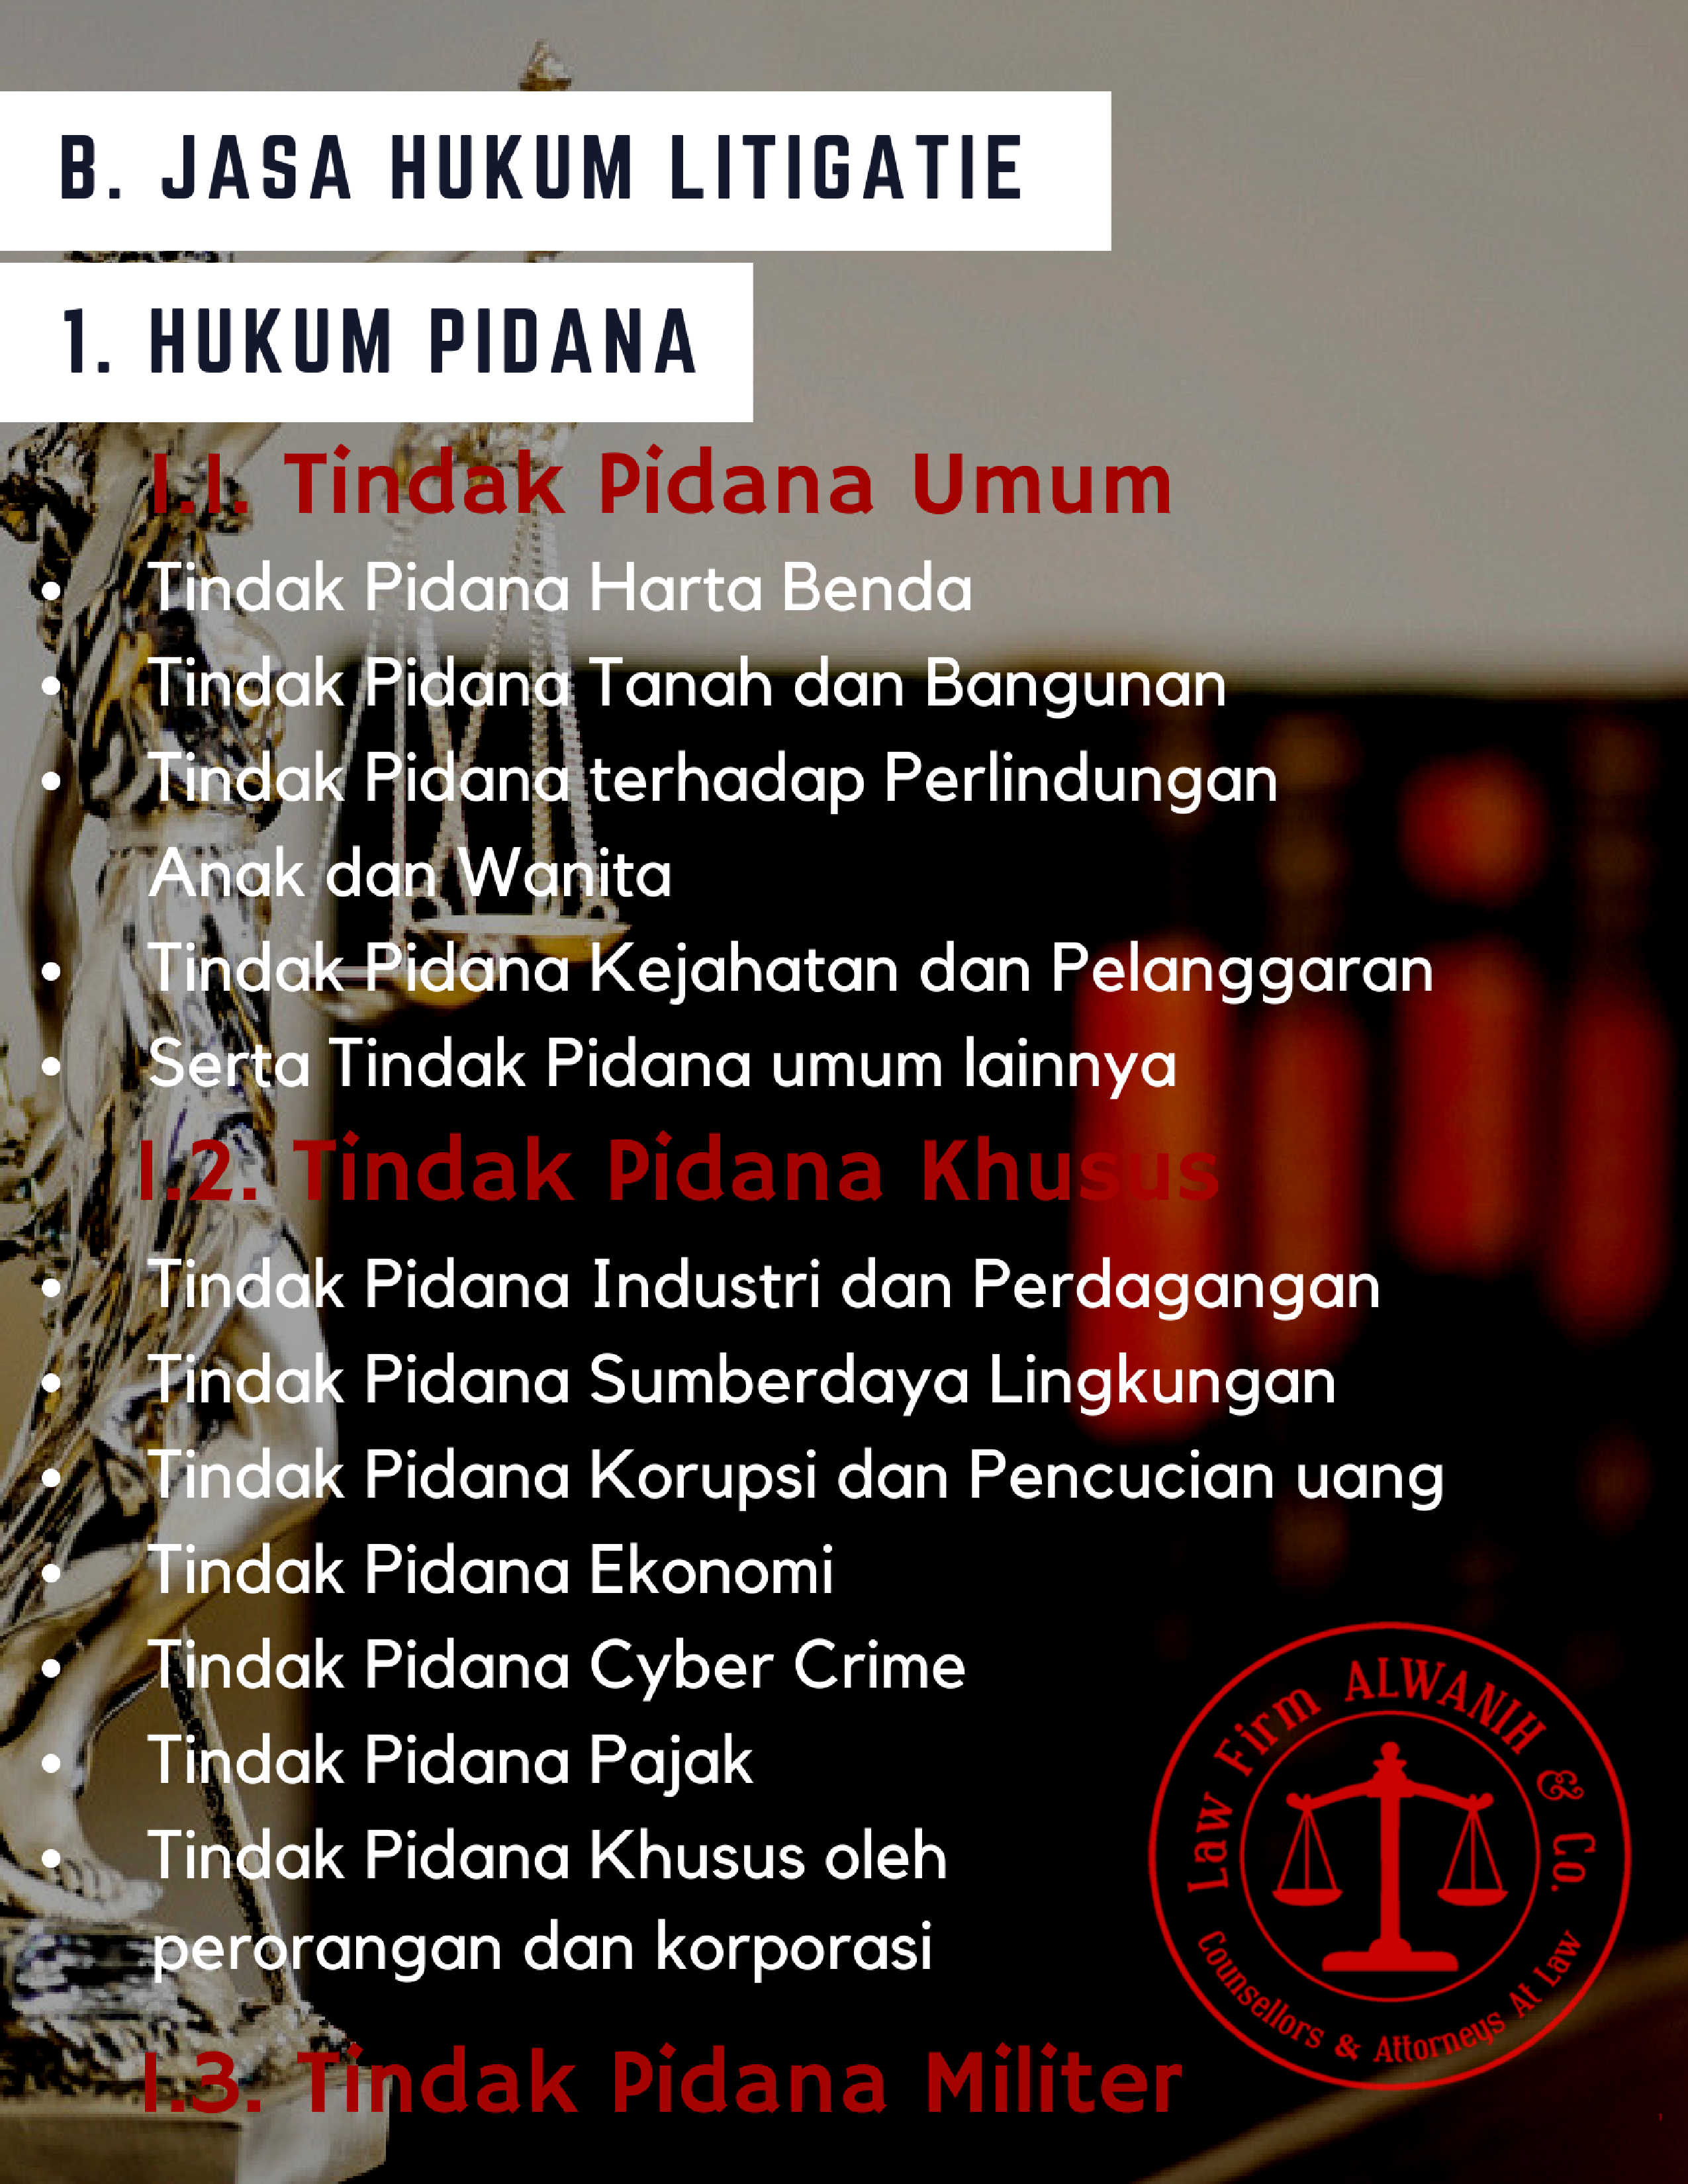 B. JASA HUKUM LITIGATIE
1. HUKUM PIDANA
1.1. Tindak Pidana Umum
• Tindak Pidana Harta Benda
• Tindak Pidana Tanah dan Bangunan
• Tindak Pidana terhadap Perlindungan
Anak dan Wanita
• Tindak Pidana Kejahatan dan Pelanggaran
• Serta Tindak Pidana umum lainnya
1.2. Tindak Pidana Khusus
• Tindak Pidana Industri dan Perdagangan
• Tindak Pidana Sumberdaya Lingkungan
• Tindak Pidana Korupsi dan Pencucian uang
• Tindak Pidana Ekonomi
• Tindak Pidana Cyber Crime
• Tindak Pidana Pajak
• Tindak Pidana Khusus oleh
perorangan dan korporasi
Law Firm ALWANIH & Co.
Counsellors & Attorneys At Law
1.3. Tindak Pidana Militer